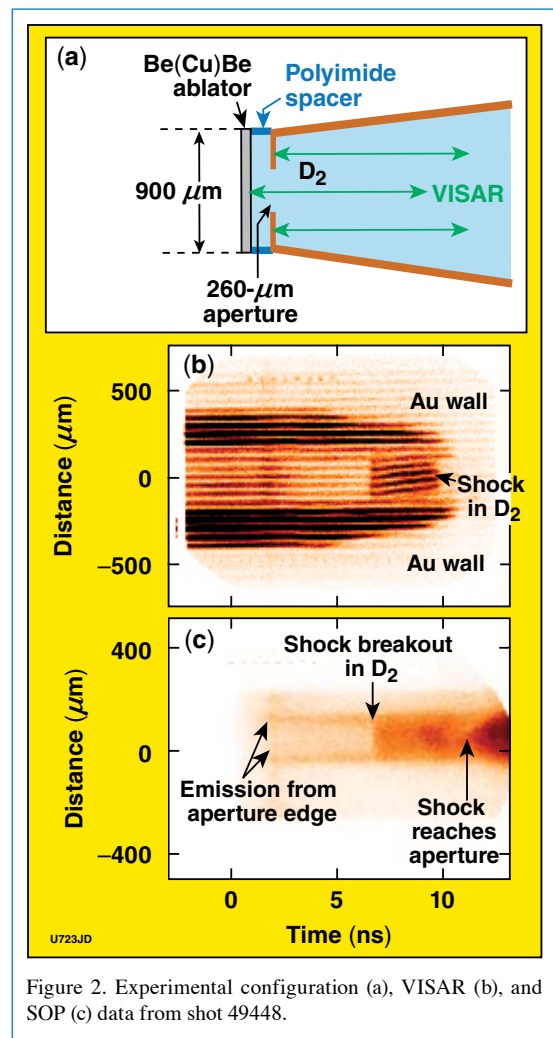 (a)
Be(Cu)Be
ablator
Polyimide
spacer
900 μm
D2
VISAR
260-μm
aperture
(b)
Distance (μm)
500
0
−500
Au wall
Shock
in D2
Au wall
(c)
Distance (μm)
400
0
−400
Shock breakout
in D2
Emission from
aperture edge
Shock
reaches
aperture
0 5 10
Time (ns)
U723JD
Figure 2. Experimental configuration (a), VISAR (b), and
SOP (c) data from shot 49448.